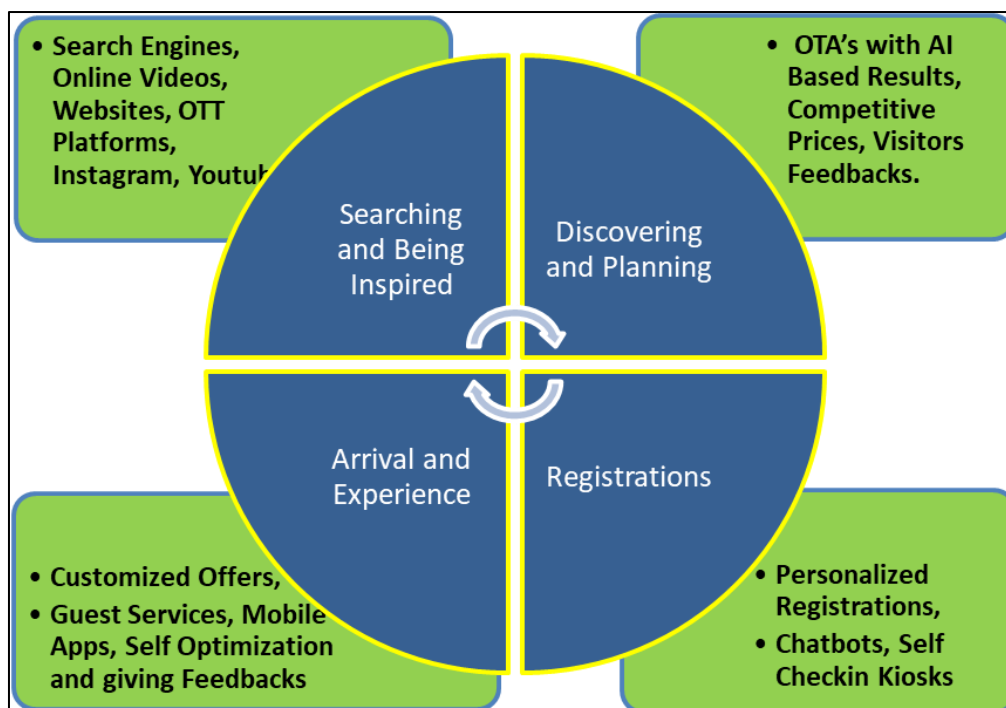 • Search Engines,
Online Videos,
Websites, OTT
Platforms,
Instagram, Youtub
• OTA's with AI
Based Results,
Competitive
Prices, Visitors
Feedbacks.
Searching
and Being
Inspired
Discovering
and Planning
Arrival and
Experience
Registrations
• Customized Offers,
• Guest Services, Mobile
Apps, Self Optimization
and giving Feedbacks
• Personalized
Registrations,
• Chatbots, Self
Checkin Kiosks